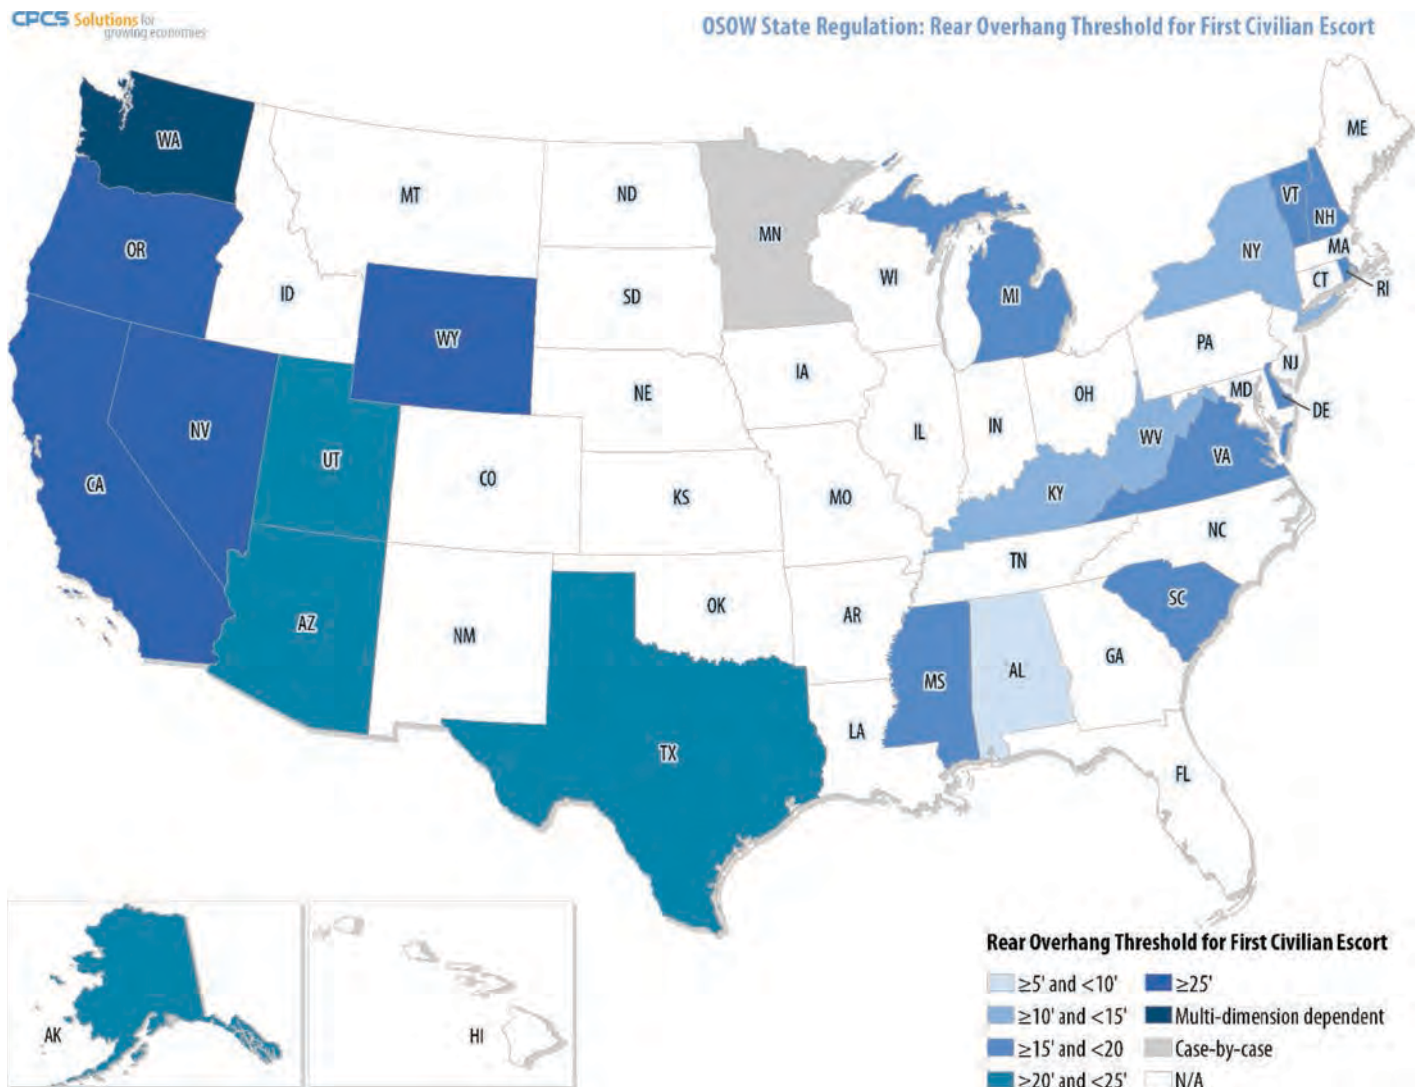 CPCS Solutions for
growing economies
OSOW State Regulation: Rear Overhang Threshold for First Civilian Escort
WA
MT
ND
MN
ME
VT
NH
OR
ID
SD
WI
MI
NY
MA
CT
RI
WY
NE
IA
PA
NJ
OH
MD
DE
NV
UT
CO
KS
MO
IL
IN
WV
VA
KY
CA
NC
TN
AZ
NM
OK
AR
SC
MS
AL
GA
LA
TX
FL
AK
HI
Rear Overhang Threshold for First Civilian Escort
≥5' and <10'
≥10' and <15'
≥15' and <20
≥20' and <25'
≥25'
Multi-dimension dependent
Case-by-case
N/A